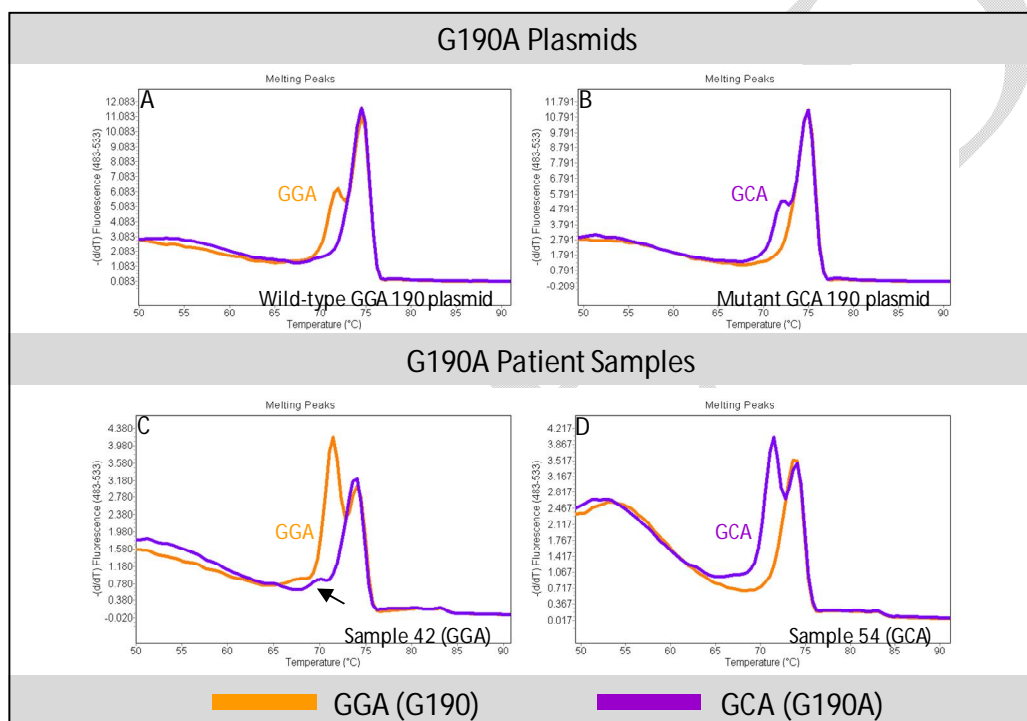 G190A Plasmids
Melting Peaks
A
12.083
11.083
10.083
9.083
8.083
7.083
6.083
5.083
4.083
3.083
2.083
1.083
0.083
-(d/dT) Fluorescence (483-533)
GGA
Wild-type GGA 190 plasmid
50 55 60 65 70 75 80 85 90
Temperature (°C)
Melting Peaks
B
11.791
10.791
9.791
8.791
7.791
6.791
5.791
4.791
3.791
2.791
1.791
0.791
-0.209
-(d/dT) Fluorescence (483-533)
GCA
Mutant GCA 190 plasmid
50 55 60 65 70 75 80 85 90
Temperature (°C)
G190A Patient Samples
Melting Peaks
C
4.380
3.980
3.580
3.180
2.780
2.380
1.980
1.580
1.180
0.780
0.380
-0.020
-(d/dT) Fluorescence (483-533)
GGA
Sample 42 (GGA)
50 55 60 65 70 75 80 85 90
Temperature (°C)
Melting Peaks
D
4.217
3.867
3.517
3.167
2.817
2.467
2.117
1.767
1.417
1.067
0.717
0.367
0.017
-(d/dT) Fluorescence (483-533)
GCA
Sample 54 (GCA)
50 55 60 65 70 75 80 85 90
Temperature (°C)
GGA (G190)
GCA (G190A)